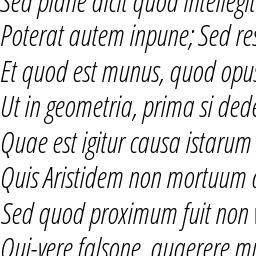 Sed plane dicit quod intellegit
Poterat autem inpune; Sed res
Et quod est munus, quod opus
Ut in geometria, prima si dede
Quae est igitur causa istarum
Quis Aristidem non mortuum
Sed quod proximum fuit non
Qui-vere falsone, quaerere